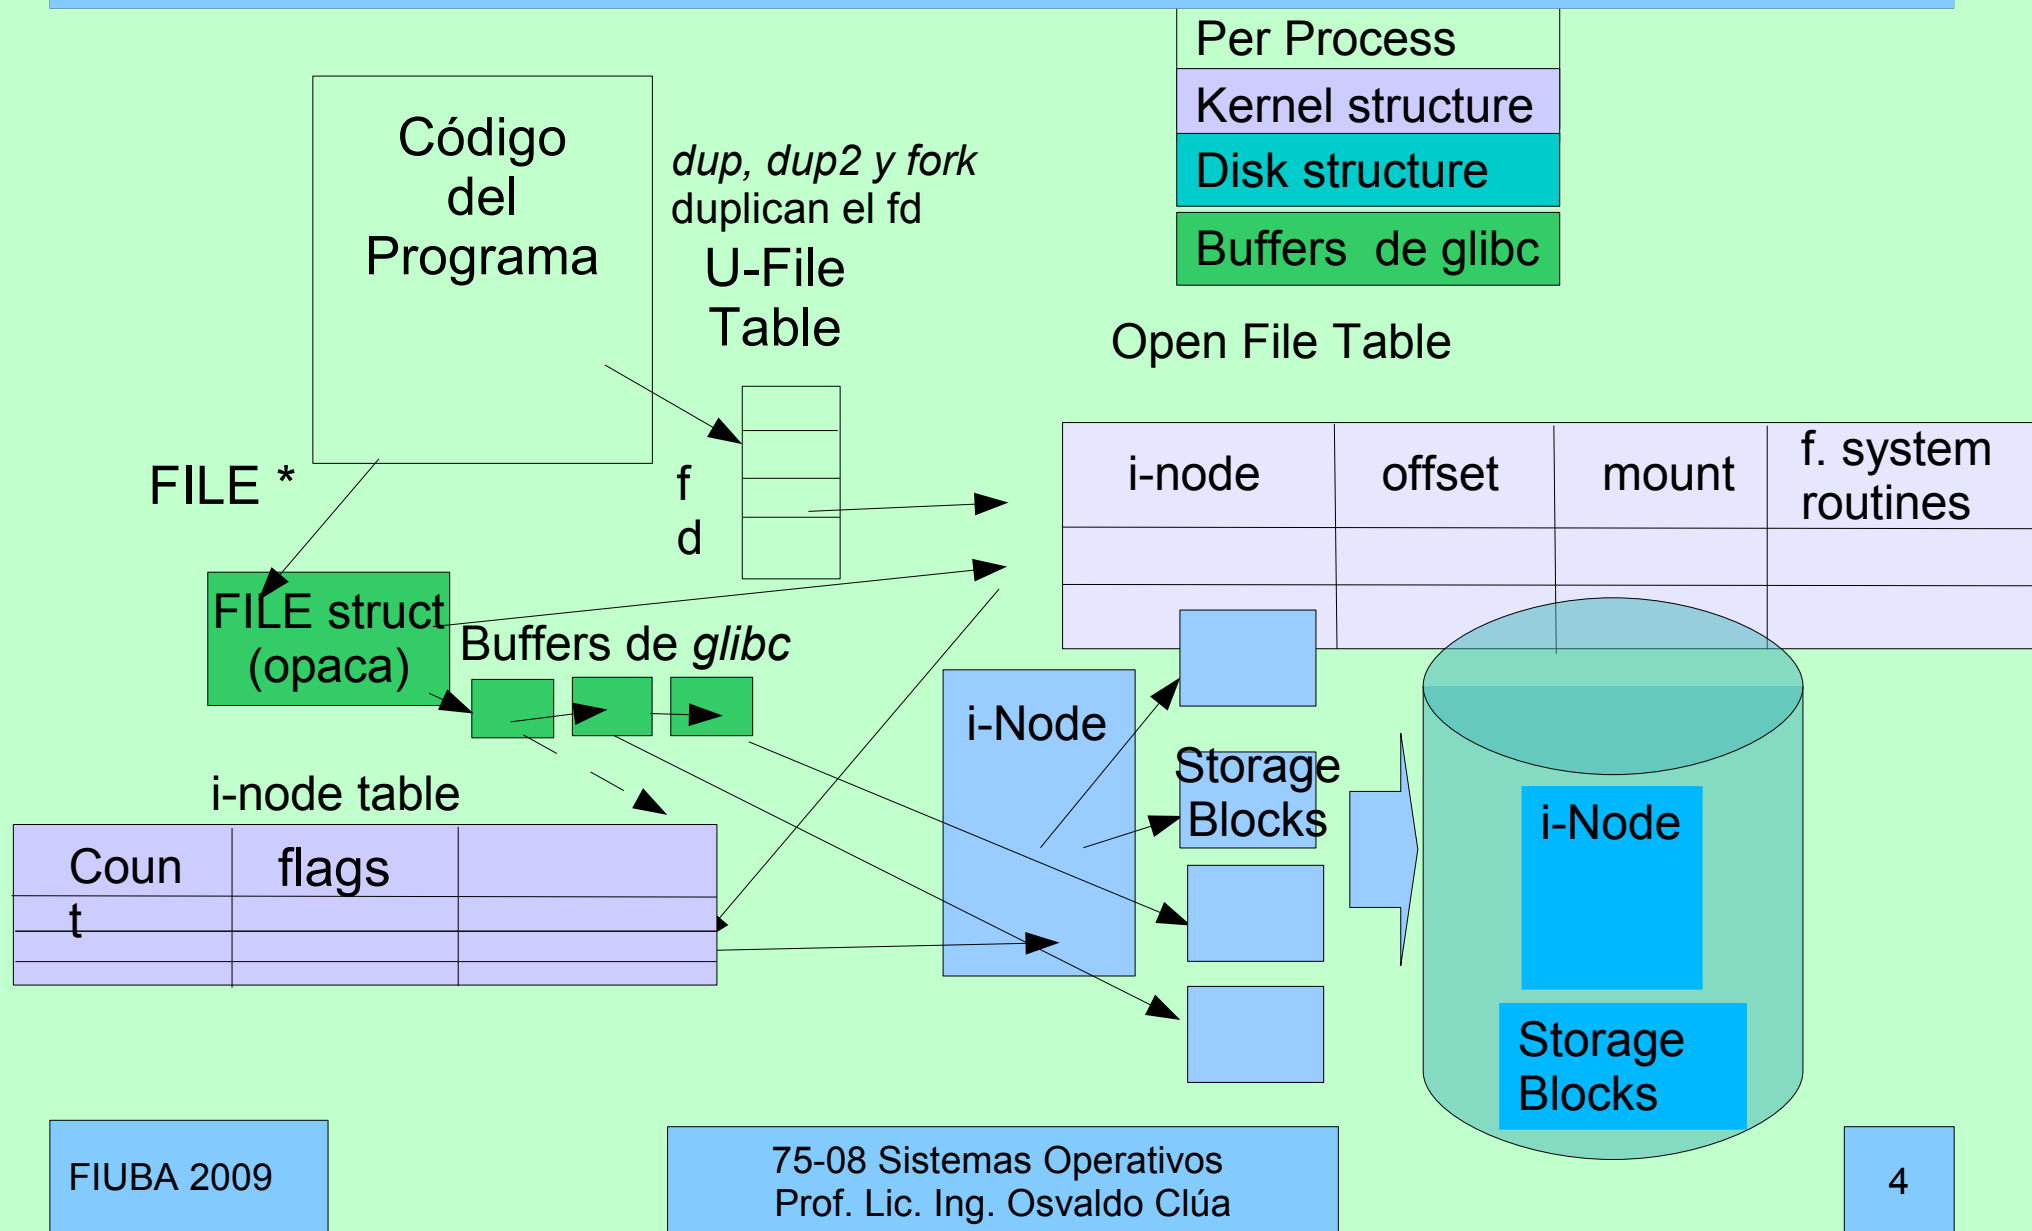 Per Process
Kernel structure
Disk structure
Buffers de glibc
Código
del
Programa
dup, dup2 y fork
duplican el fd
U-File
Table
Open File Table
FILE *
f
d
i-node
offset
mount
f. system
routines
FILE struct
(opaca)
Buffers de glibc
i-Node
Storage
Blocks
i-node table
Coun
t
flags
i-Node
Storage
Blocks
FIUBA 2009
75-08 Sistemas Operativos
Prof. Lic. Ing. Osvaldo Clúa
4